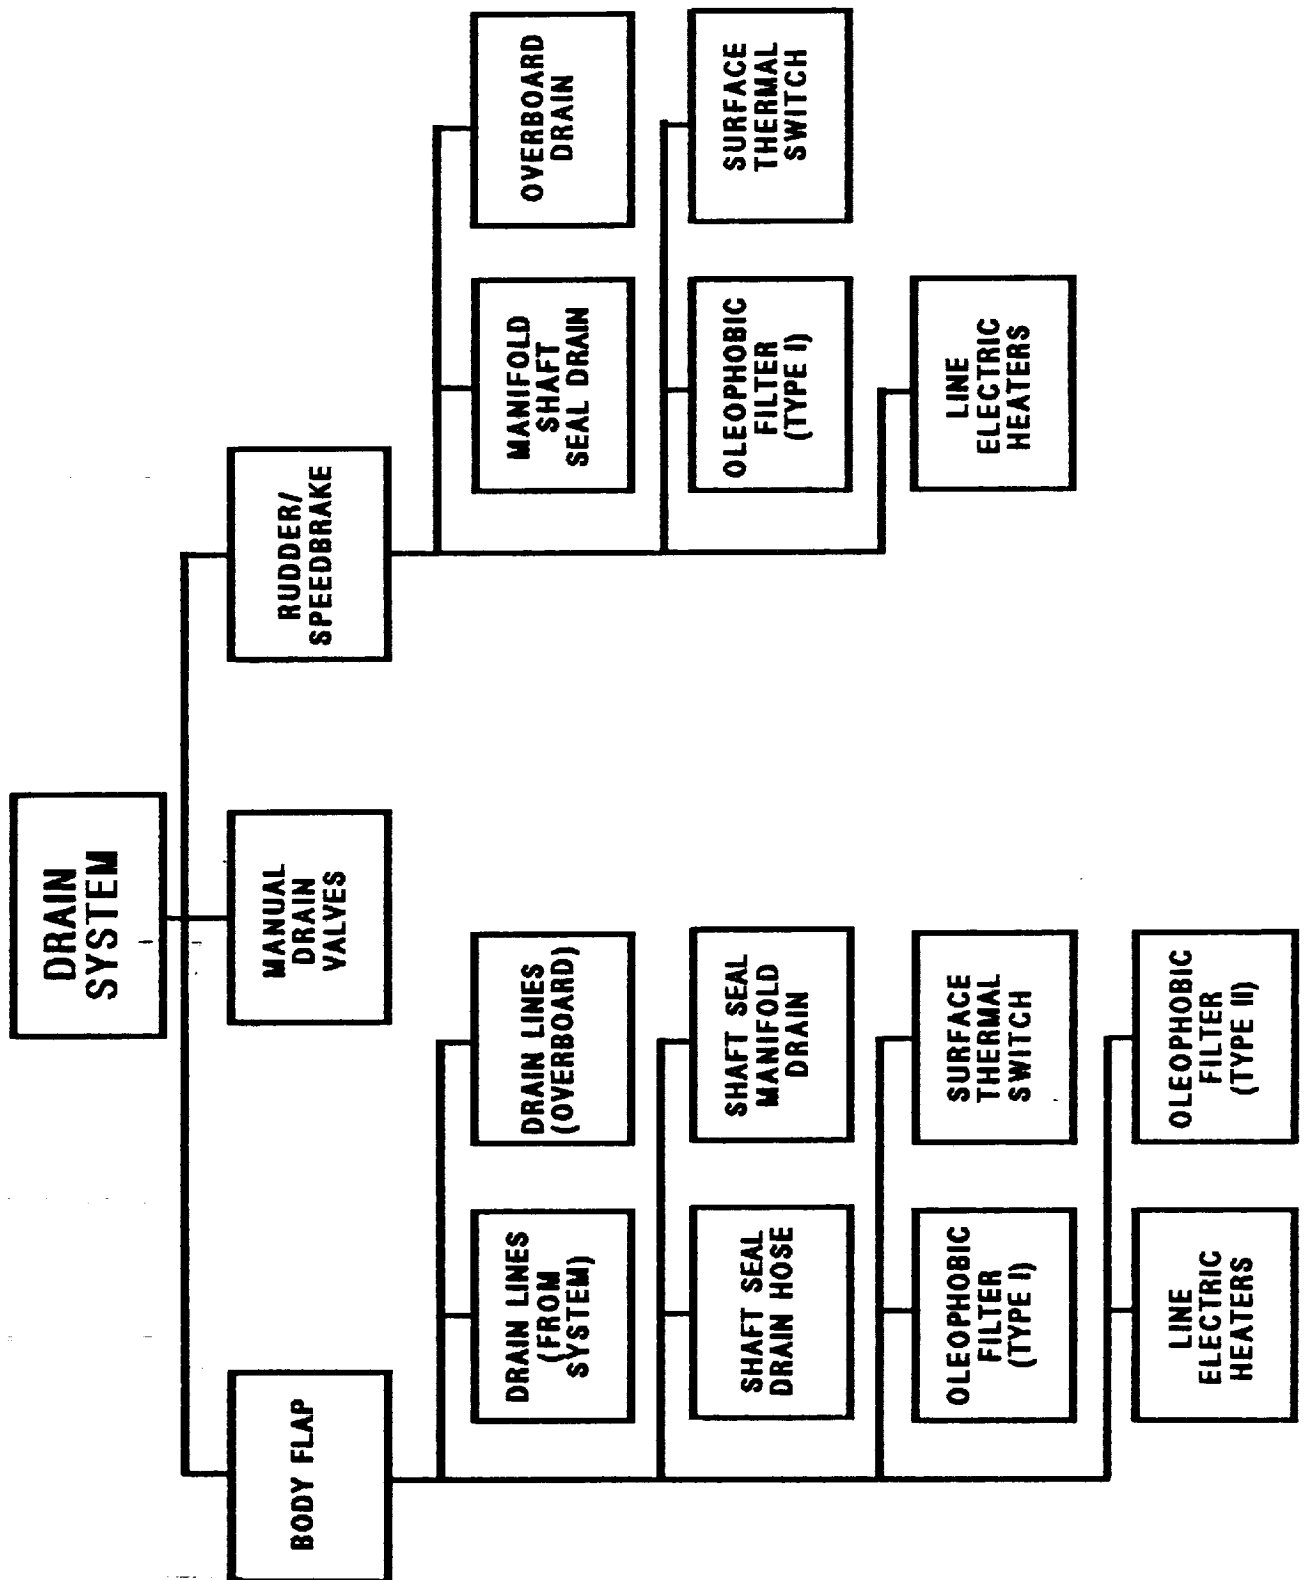 DRAIN
SYSTEM
BODY FLAP
MANUAL
DRAIN
VALVES
RUDDER/
SPEEDBRAKE
DRAIN LINES
(FROM
SYSTEM)
DRAIN LINES
(OVERBOARD)
SHAFT SEAL
DRAIN HOSE
SHAFT SEAL
MANIFOLD
DRAIN
OLEOPHOBIC
FILTER
(TYPE I)
SURFACE
THERMAL
SWITCH
LINE
ELECTRIC
HEATERS
OLEOPHOBIC
FILTER
(TYPE III)
MANIFOLD
SHAFT
SEAL DRAIN
OVERBOARD
DRAIN
OLEOPHOBIC
FILTER
(TYPE I)
SURFACE
THERMAL
SWITCH
LINE
ELECTRIC
HEATERS